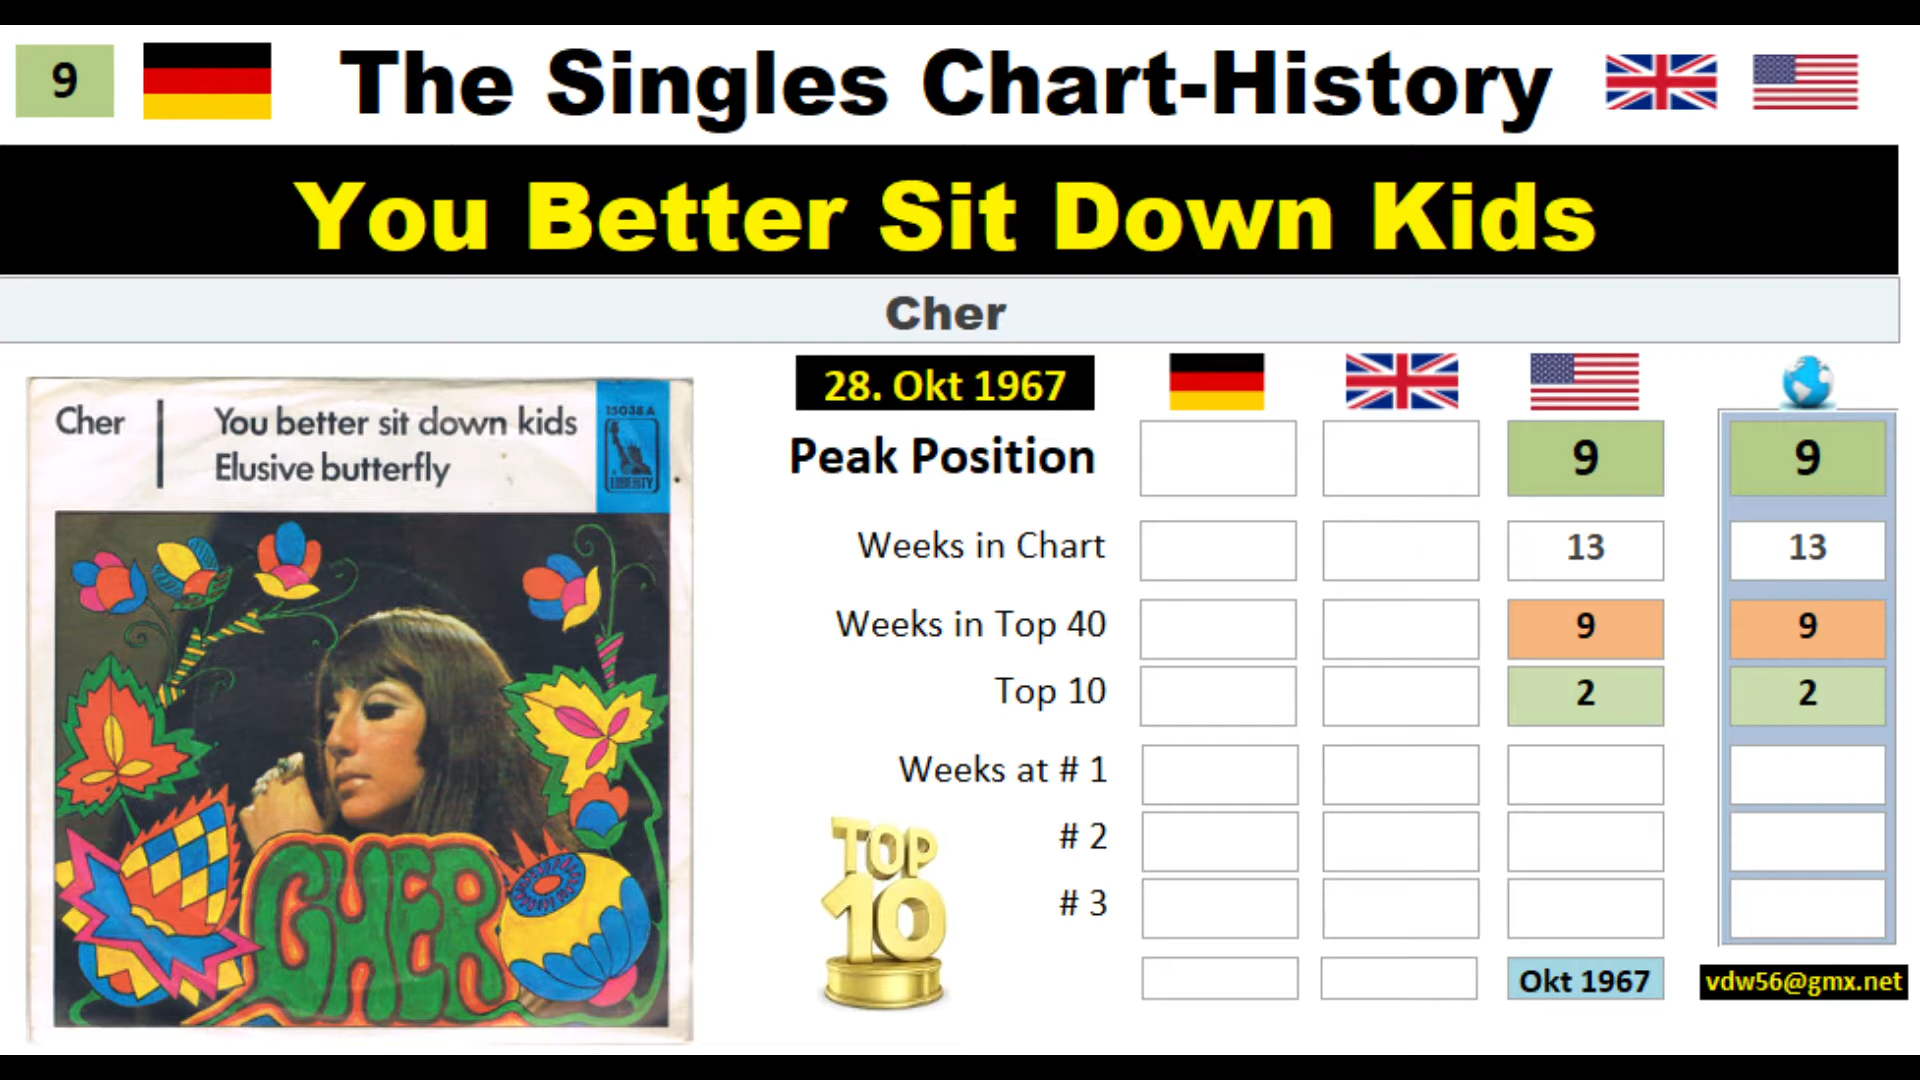 9 The Singles Chart-History
You Better Sit Down Kids
Cher
Cher | You better sit down kids
Elusive butterfly
15038 A
LIBERTY
CHER
28. Okt 1967
Peak Position 9 9
Weeks in Chart 13 13
Weeks in Top 40 9 9
Top 10 2 2
Weeks at # 1
# 2
# 3
TOP
10
Okt 1967 vdw56@gmx.net